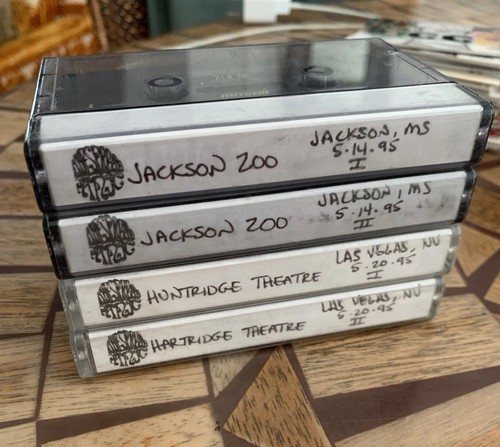 JACKSON ZOO
JACKSON, MS
5·14·95
I
JACKSON ZOO
JACKSON, MS
5·14·95
II
HUNTRIDGE THEATRE
LAS VEGAS, NV
5·20·95
I
HARTRIDGE THEATRE
LAS VEGAS, NV
5·20·95
II